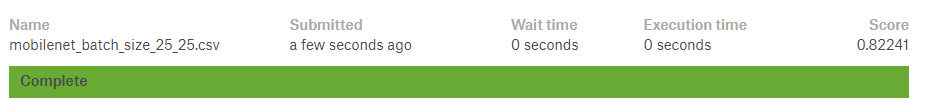 Name Submitted Wait time Execution time Score
mobilenet_batch_size_25_25.csv a few seconds ago 0 seconds 0 seconds 0.82241
Complete